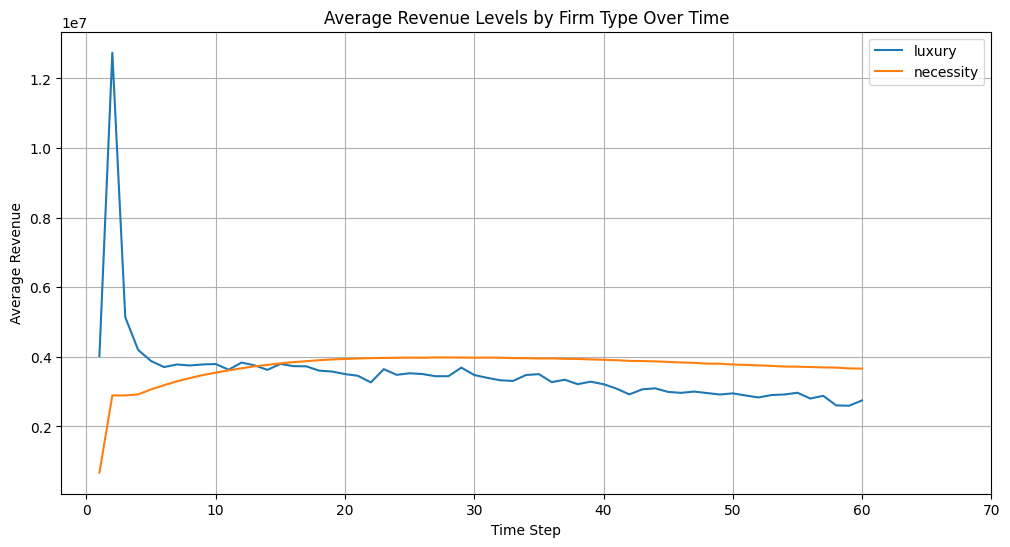 Average Revenue Levels by Firm Type Over Time
1e7
luxury
necessity
1.2
1.0
0.8
0.6
0.4
0.2
Average Revenue
0 10 20 30 40 50 60 70
Time Step